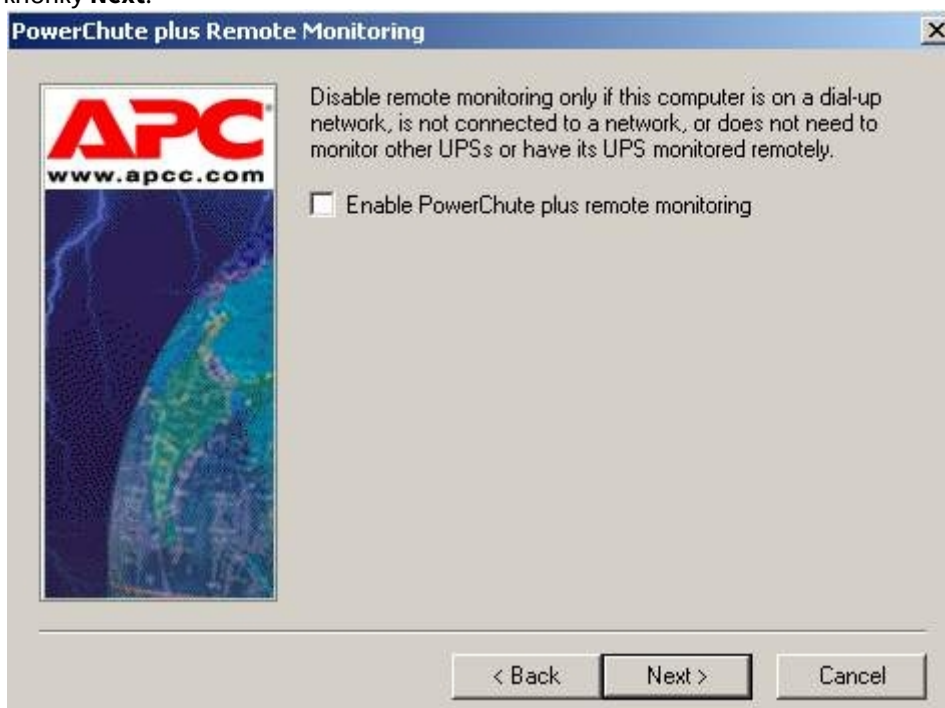 кнопку Next.
PowerChute plus Remote Monitoring
APC
www.apcc.com
Disable remote monitoring only if this computer is on a dial-up
network, is not connected to a network, or does not need to
monitor other UPSs or have its UPS monitored remotely.
Enable PowerChute plus remote monitoring
< Back
Next >
Cancel